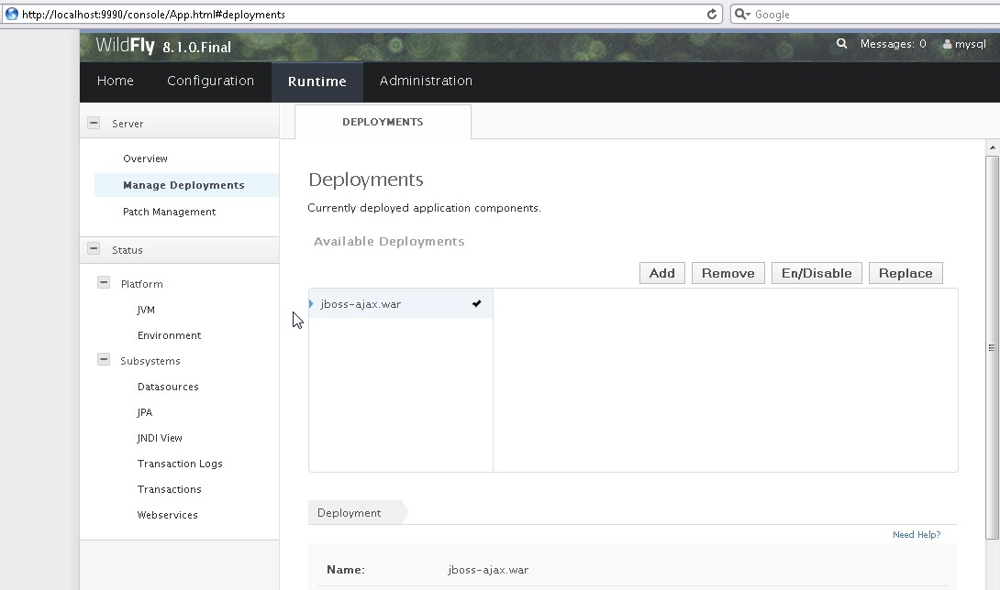 http://localhost:9990/console/App.html#deployments
Google
WildFly 8.1.0.Final
Messages: 0
mysql
Home
Configuration
Runtime
Administration
Server
Overview
Manage Deployments
Patch Management
Status
Platform
JVM
Environment
Subsystems
Datasources
JPA
JNDI View
Transaction Logs
Transactions
Webservices
DEPLOYMENTS
Deployments
Currently deployed application components.
Available Deployments
Add
Remove
En/Disable
Replace
jboss-ajax.war
Deployment
Need Help?
Name: jboss-ajax.war